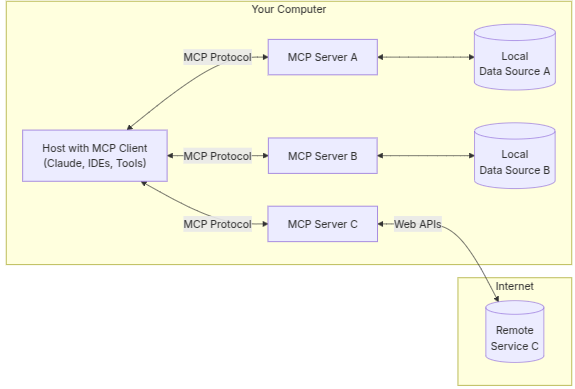 Your Computer
MCP Protocol
MCP Server A
Local
Data Source A
Host with MCP Client
(Claude, IDEs, Tools)
MCP Protocol
MCP Server B
Local
Data Source B
MCP Protocol
MCP Server C
Web APIs
Internet
Remote
Service C